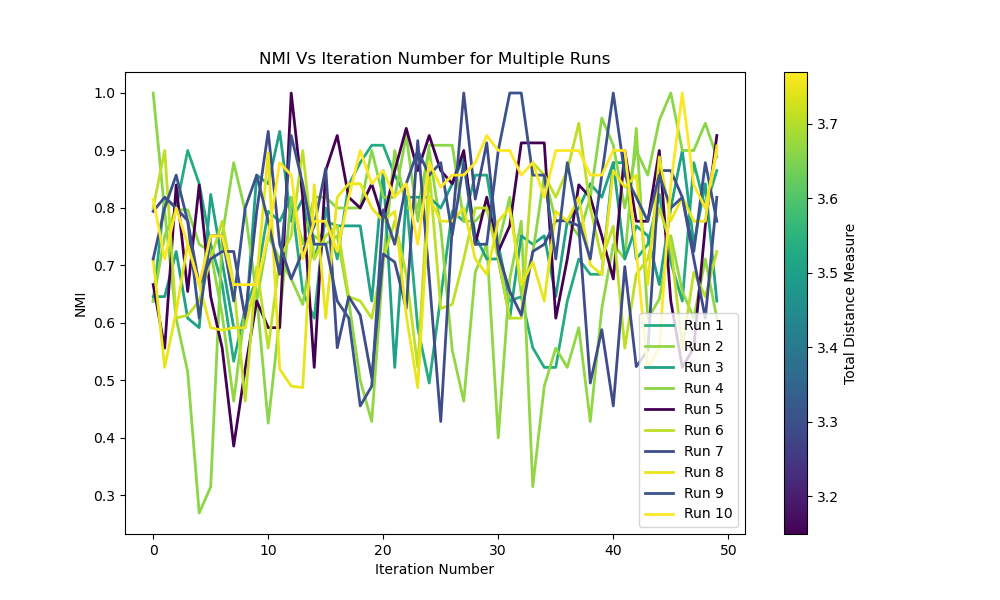 NMI Vs Iteration Number for Multiple Runs
NMI
1.0
0.9
0.8
0.7
0.6
0.5
0.4
0.3
0
10
20
30
40
50
Iteration Number
Run 1
Run 2
Run 3
Run 4
Run 5
Run 6
Run 7
Run 8
Run 9
Run 10
3.7
3.6
3.5
3.4
3.3
3.2
Total Distance Measure